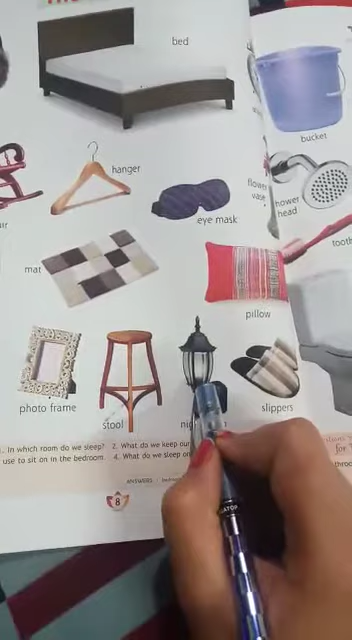 bed
bucket
hanger
flower
vase
shower
head
eye mask
mat
pillow
photo frame
stool
slippers
In which room do we sleep? 2. What do we keep our
use to sit on in the bedroom. 4. What do we sleep on
ANSWERS
8